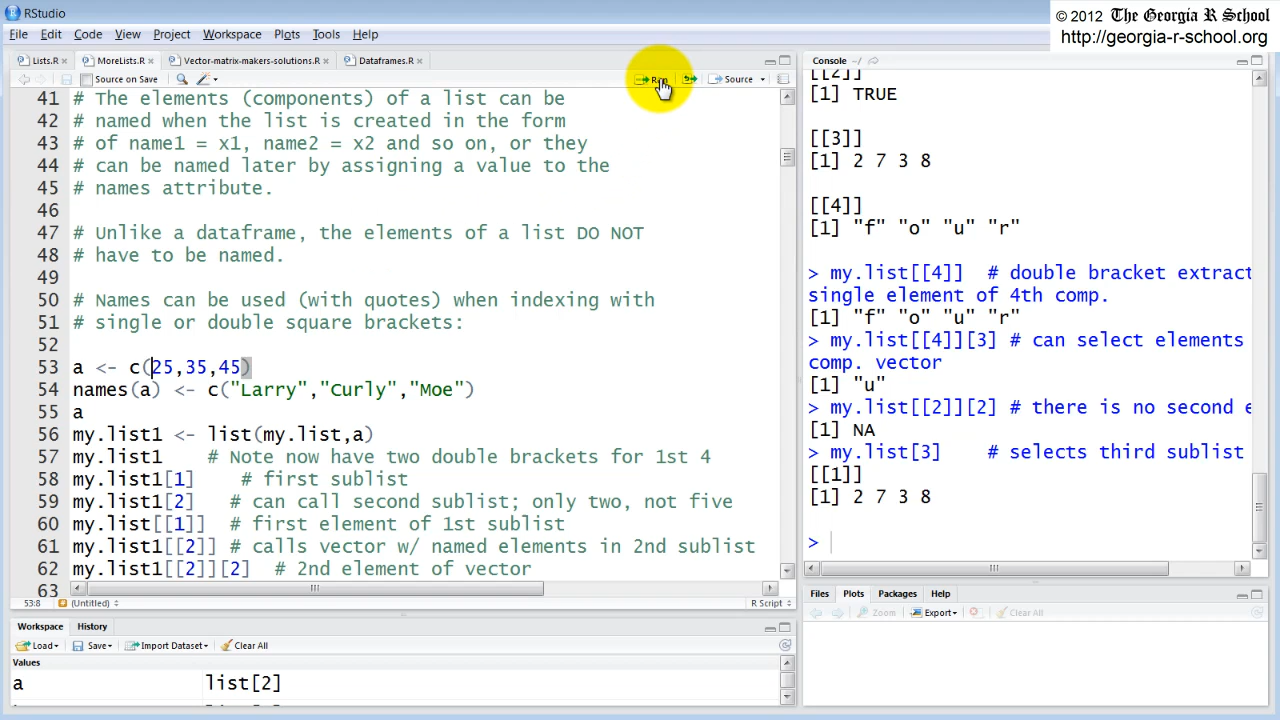 RStudio
© 2012 The Georgia R School
http://georgia-r-school.org
File Edit Code View Project Workspace Plots Tools Help
Lists.R MoreLists.R Vector-matrix-makers-solutions.R Dataframes.R
Source on Save Run Source
41 # The elements (components) of a list can be
42 # named when the list is created in the form
43 # of name1 = x1, name2 = x2 and so on, or they
44 # can be named later by assigning a value to the
45 # names attribute.
46
47 # Unlike a dataframe, the elements of a list DO NOT
48 # have to be named.
49
50 # Names can be used (with quotes) when indexing with
51 # single or double square brackets:
52
53 a <- c(25,35,45)
54 names(a) <- c("Larry","Curly","Moe")
55 a
56 my.list1 <- list(my.list,a)
57 my.list1 # Note now have two double brackets for 1st 4
58 my.list1[1] # first sublist
59 my.list1[2] # can call second sublist; only two, not five
60 my.list[[1]] # first element of 1st sublist
61 my.list1[[2]] # calls vector w/ named elements in 2nd sublist
62 my.list1[[2]][2] # 2nd element of vector
63
53:8 (Untitled) R Script
Workspace History
Load Save Import Dataset Clear All
Values
a list[2]
Console ~/
[[2]]
[1] TRUE
[[3]]
[1] 2 7 3 8
[[4]]
[1] "f" "o" "u" "r"
> my.list[[4]] # double bracket extract
single element of 4th comp.
[1] "f" "o" "u" "r"
> my.list[[4]][3] # can select elements
comp. vector
[1] "u"
> my.list[[2]][2] # there is no second e
[1] NA
> my.list[3] # selects third sublist
[[1]]
[1] 2 7 3 8
>
Files Plots Packages Help
Zoom Export Clear All